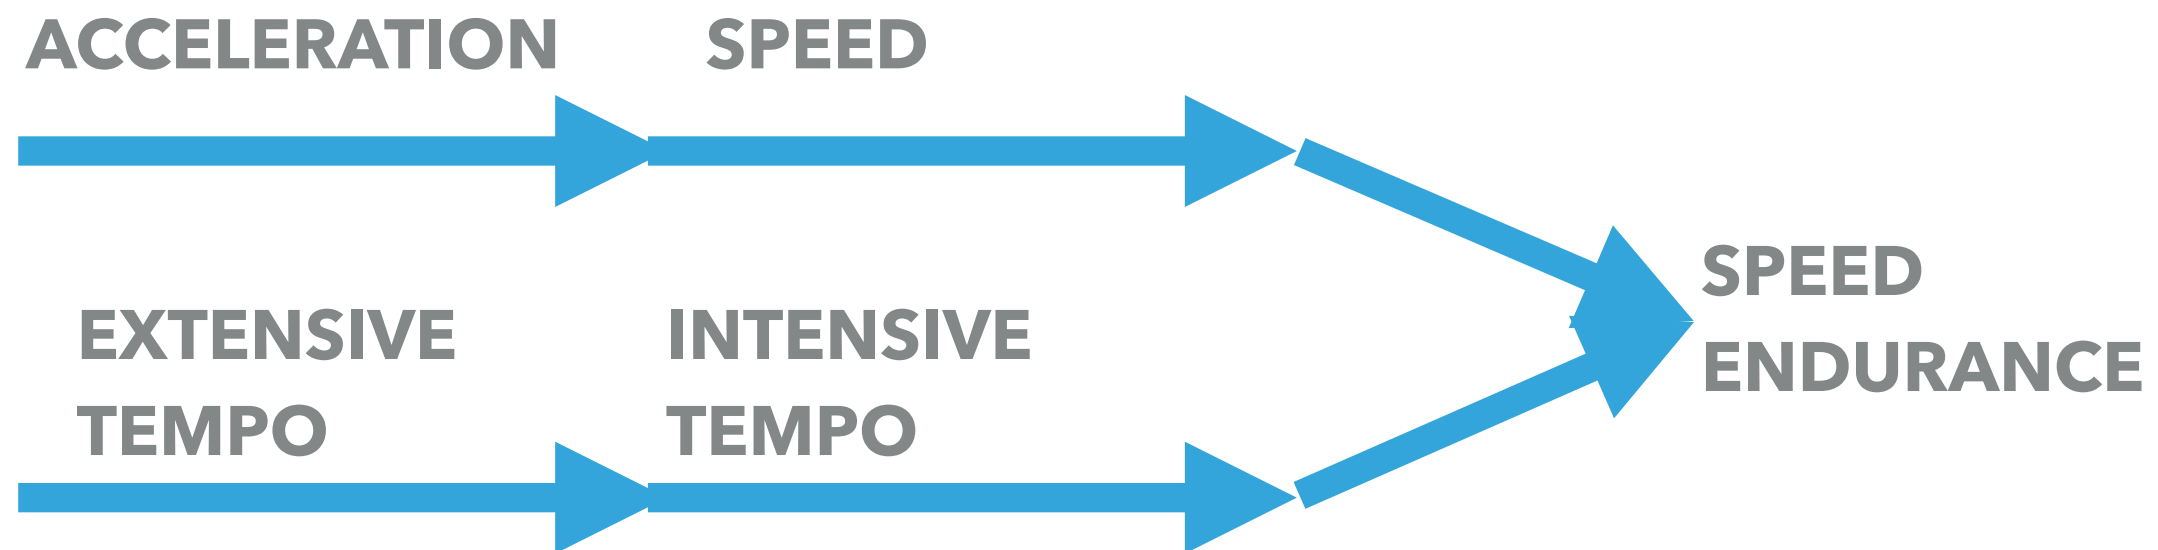 ACCELERATION
SPEED
EXTENSIVE
TEMPO
INTENSIVE
TEMPO
SPEED
ENDURANCE